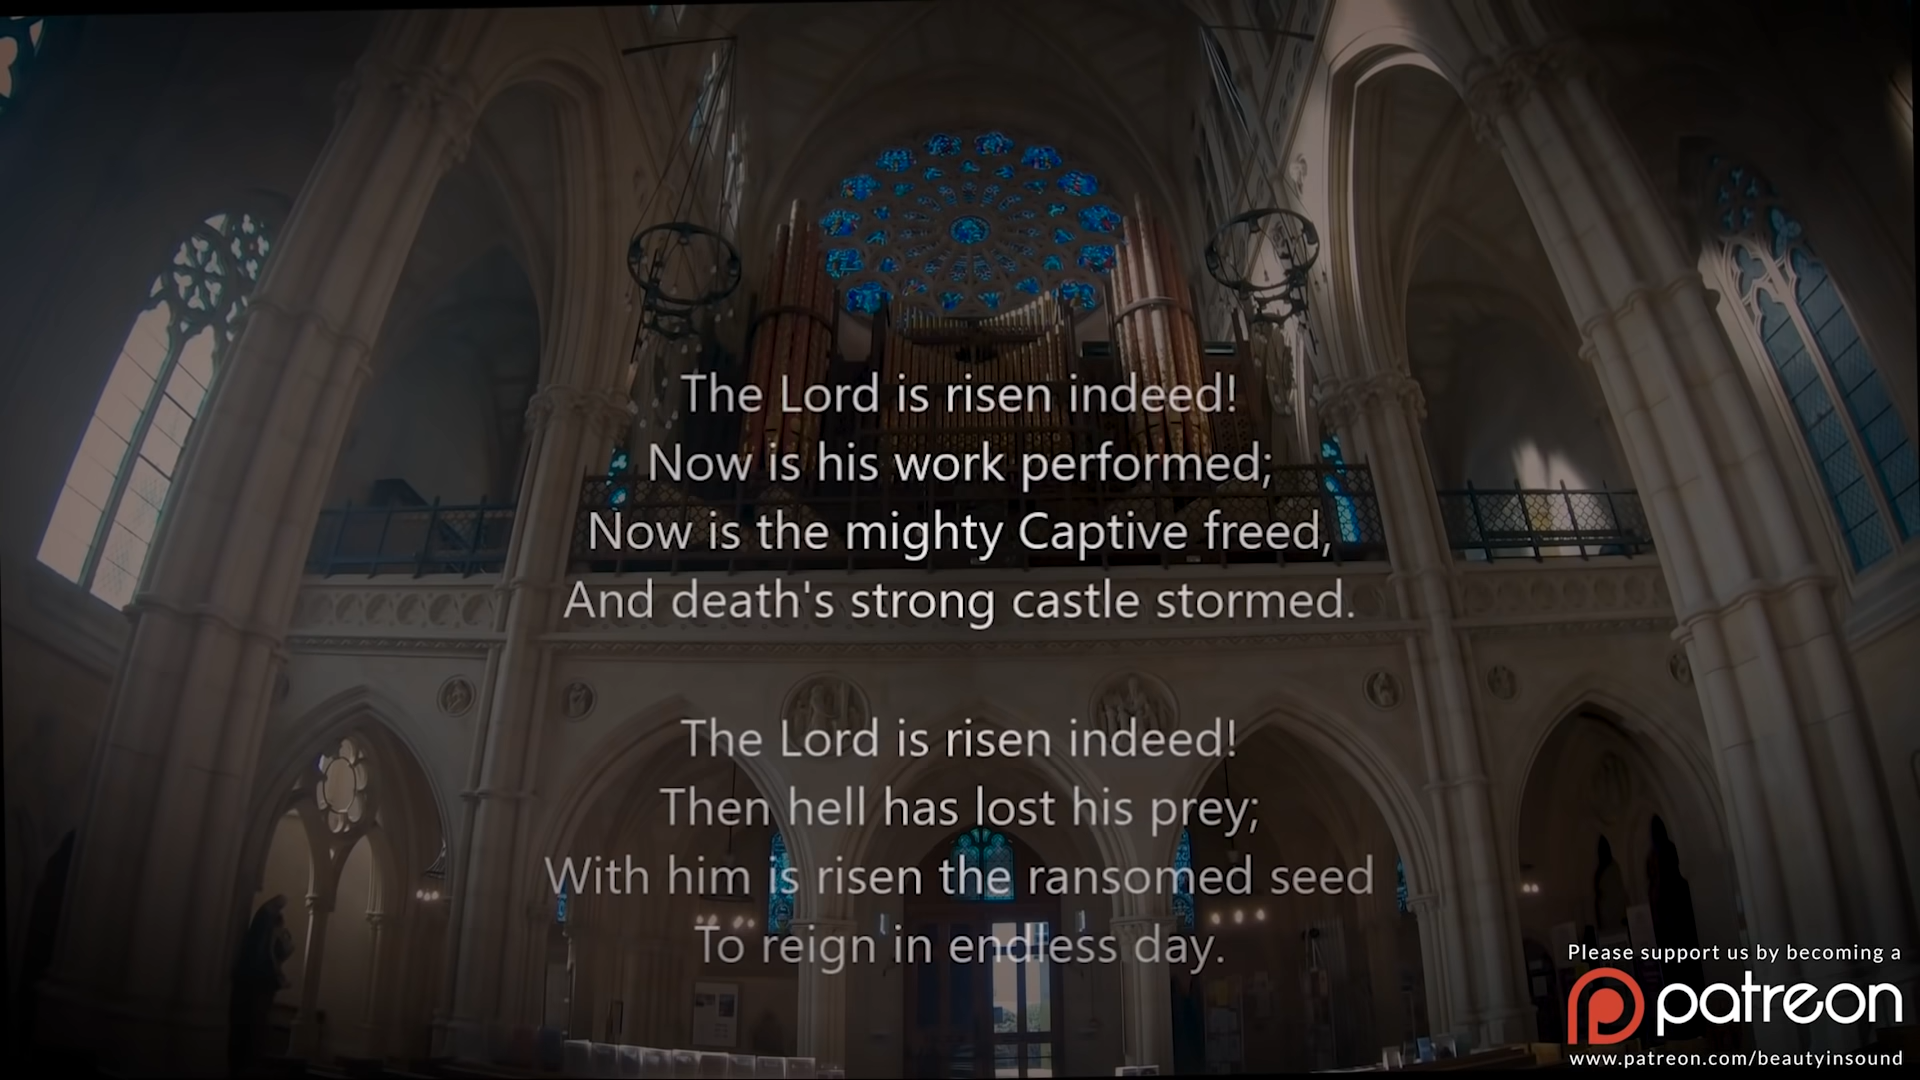 The Lord is risen indeed!
Now is his work performed;
Now is the mighty Captive freed,
And death's strong castle stormed.
The Lord is risen indeed!
Then hell has lost his prey;
With him is risen the ransomed seed
To reign in endless day.
Please support us by becoming a
patreon
www.patreon.com/beautyinsound